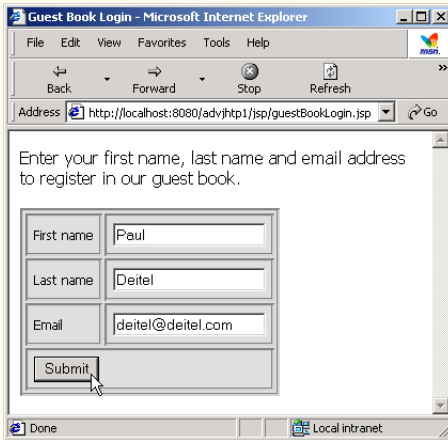 Guest Book Login - Microsoft Internet Explorer
File Edit View Favorites Tools Help
msn.
Back Forward Stop Refresh »
Address http://localhost:8080/advjhtp1/jsp/guestBookLogin.jsp Go
Enter your first name, last name and email address
to register in our guest book.
First name Paul
Last name Deitel
Email deitel@deitel.com
Submit
Done Local intranet